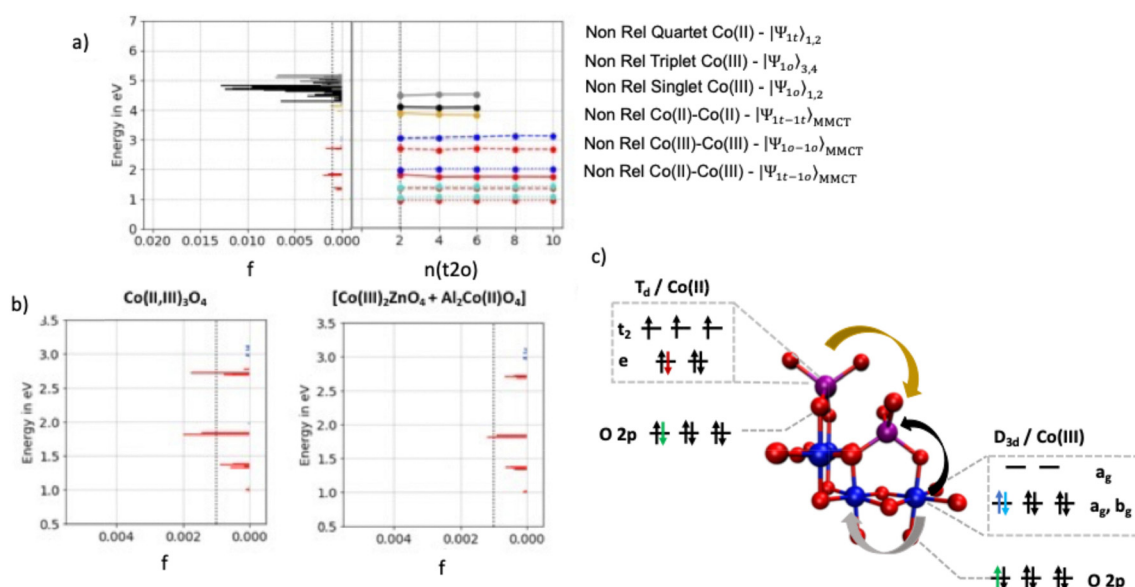 a)
7
6
5
4
3
2
1
0
Energy in eV
0.020 0.015 0.010 0.005 0.000
f
2 4 6 8 10
n(t2o)
Non Rel Quartet Co(II) - |Ψ1t⟩1,2
Non Rel Triplet Co(III) - |Ψ1o⟩3,4
Non Rel Singlet Co(III) - |Ψ1o⟩1,2
Non Rel Co(II)-Co(II) - |Ψ1t−1t⟩MMCT
Non Rel Co(III)-Co(III) - |Ψ1o−1o⟩MMCT
Non Rel Co(II)-Co(III) - |Ψ1t−1o⟩MMCT
b)
Co(II,III)3O4
3.5
3.0
2.5
2.0
1.5
1.0
0.5
Energy in eV
0.004 0.002 0.000
f
[Co(III)2ZnO4 + Al2Co(II)O4]
3.5
3.0
2.5
2.0
1.5
1.0
0.5
Energy in eV
0.004 0.002 0.000
f
c)
Td / Co(II)
t2
e
O 2p
D3d / Co(III)
ag
ag, bg
O 2p